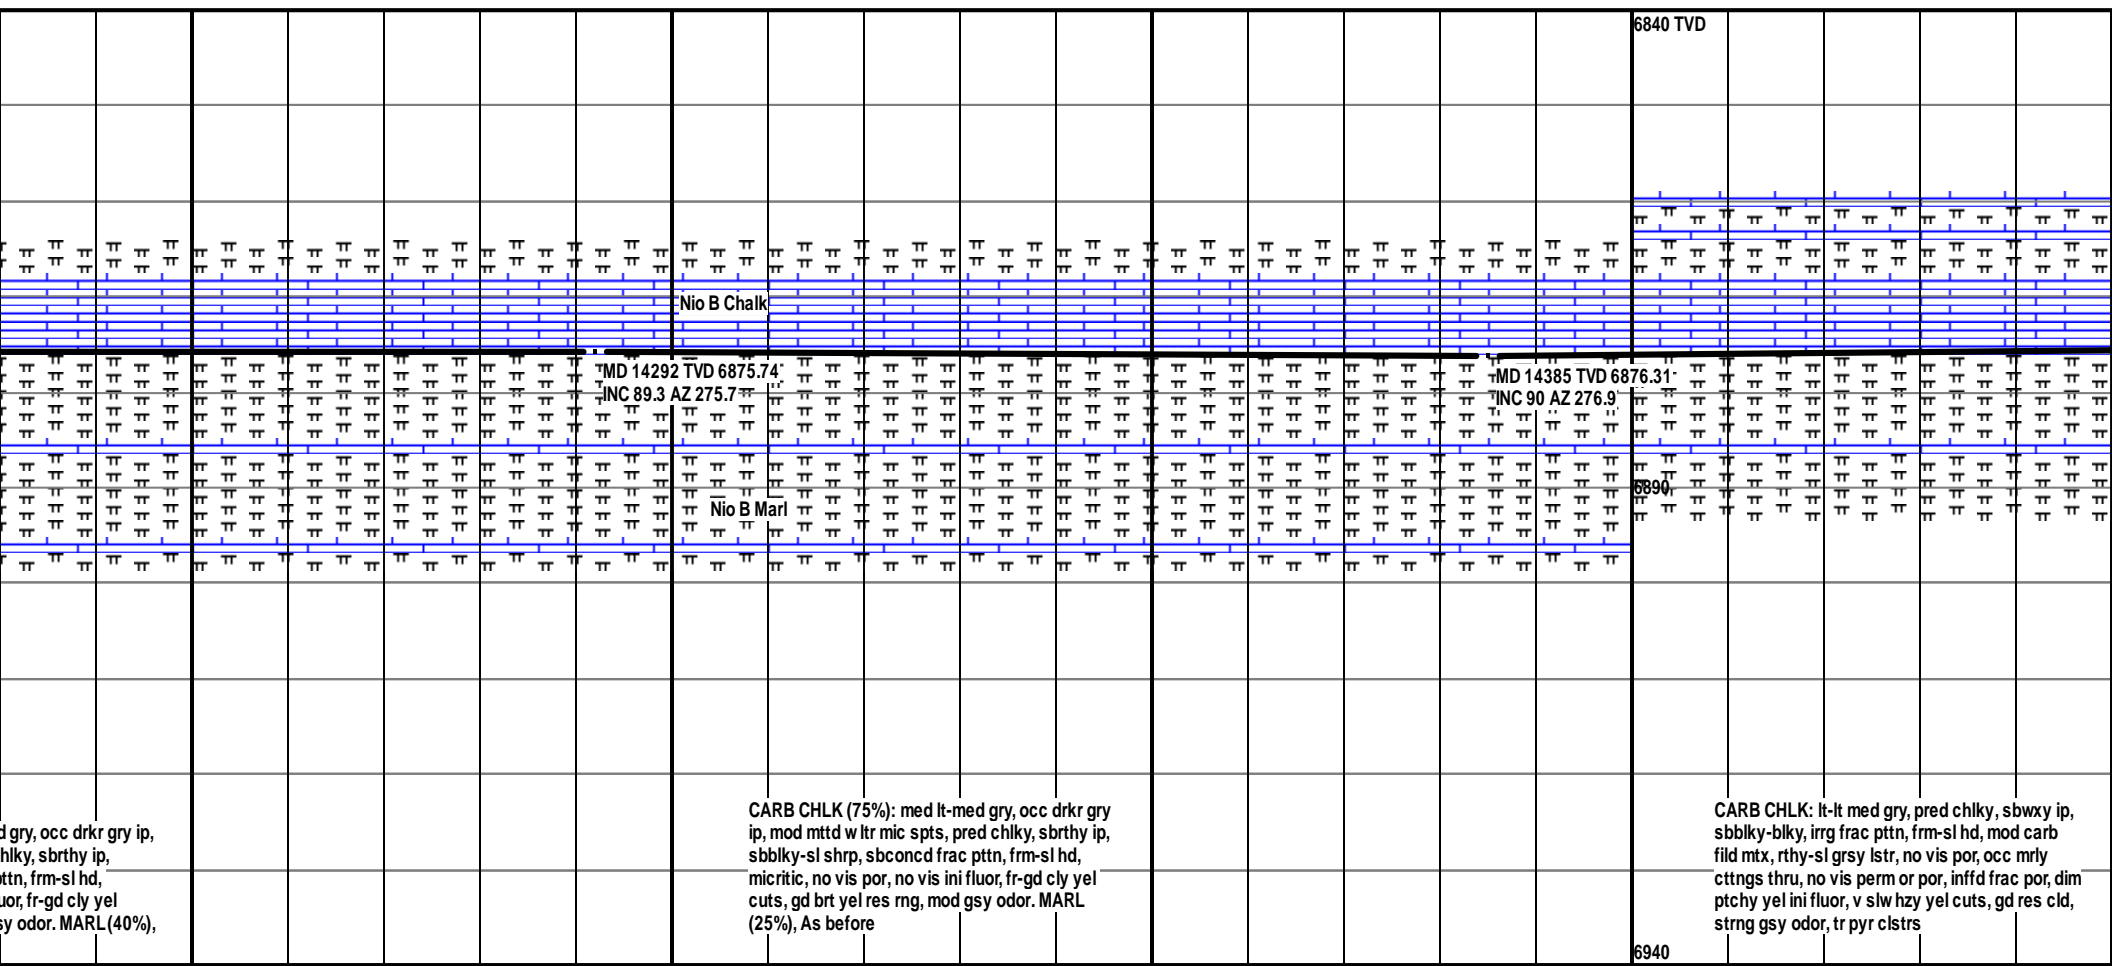 6840 TVD
Nio B Chalk
MD 14292 TVD 6875.74
INC 89.3 AZ 275.7
MD 14385 TVD 6876.31
INC 90 AZ 276.9
6890
Nio B Marl
gry, occ drkr gry ip,
hlky, sbrthy ip,
ttn, frm-sl hd,
uor, fr-gd cly yel
sy odor. MARL(40%),
CARB CHLK (75%): med lt-med gry, occ drkr gry
ip, mod mttd w ltr mic spts, pred chlky, sbrthy ip,
sbblky-sl shrp, sbconcd frac pttn, frm-sl hd,
micritic, no vis por, no vis ini fluor, fr-gd cly yel
cuts, gd brt yel res rng, mod gsy odor. MARL
(25%), As before
CARB CHLK: lt-lt med gry, pred chlky, sbwxy ip,
sbblky-blky, irrg frac pttn, frm-sl hd, mod carb
fild mtx, rthy-sl grsy lstr, no vis por, occ mrly
cttngs thru, no vis perm or por, inffd frac por, dim
ptchy yel ini fluor, v slw hzy yel cuts, gd res cld,
strng gsy odor, tr pyr clstrs
6940